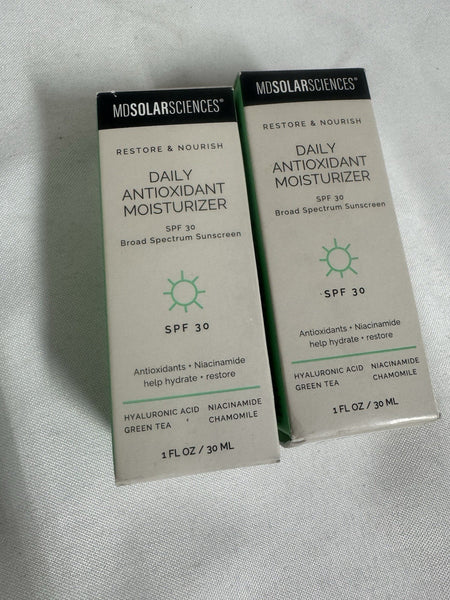 MDSOLARSCIENCES®
RESTORE & NOURISH
DAILY
ANTIOXIDANT
MOISTURIZER
SPF 30
Broad Spectrum Sunscreen
SPF 30
Antioxidants • Niacinamide
help hydrate • restore
HYALURONIC ACID NIACINAMIDE
GREEN TEA CHAMOMILE
1 FL OZ / 30 ML
MDSOLARSCIENCES®
RESTORE & NOURISH
DAILY
ANTIOXIDANT
MOISTURIZER
SPF 30
Broad Spectrum Sunscreen
SPF 30
Antioxidants • Niacinamide
help hydrate • restore
HYALURONIC ACID NIACINAMIDE
GREEN TEA CHAMOMILE
1 FL OZ / 30 ML